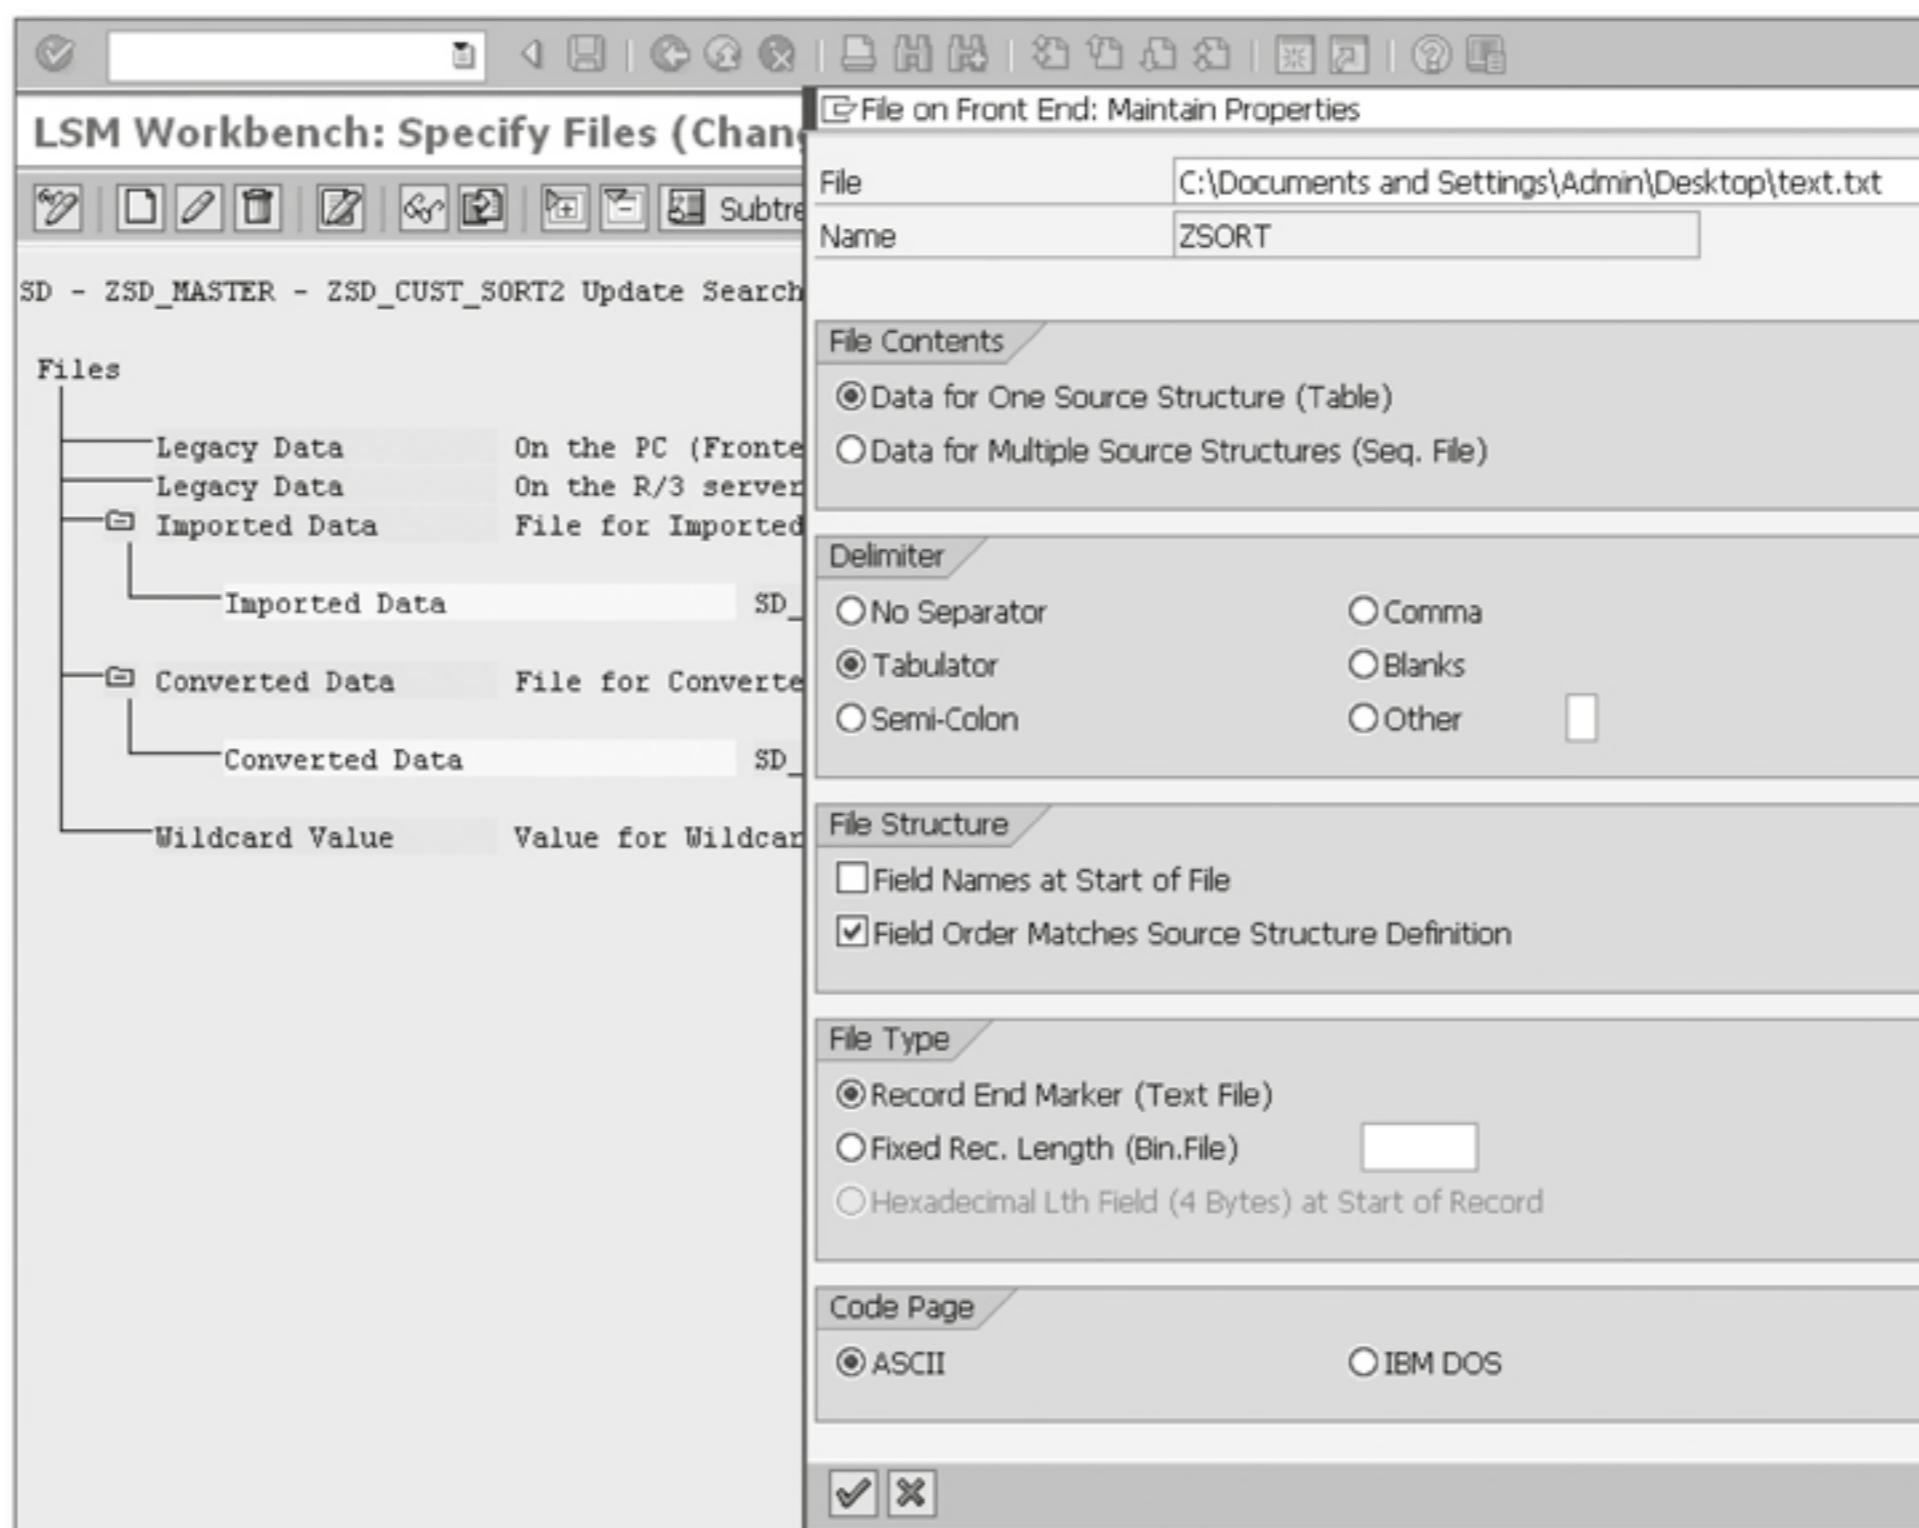 LSM Workbench: Specify Files (Chang
Subtre
SD - ZSD_MASTER - ZSD_CUST_SORT2 Update Search
Files
Legacy Data On the PC (Fronte
Legacy Data On the R/3 server
Imported Data File for Imported
Imported Data SD_
Converted Data File for Converte
Converted Data SD_
Wildcard Value Value for Wildcar
File on Front End: Maintain Properties
File C:\Documents and Settings\Admin\Desktop\text.txt
Name ZSORT
File Contents
Data for One Source Structure (Table)
Data for Multiple Source Structures (Seq. File)
Delimiter
No Separator Comma
Tabulator Blanks
Semi-Colon Other
File Structure
Field Names at Start of File
Field Order Matches Source Structure Definition
File Type
Record End Marker (Text File)
Fixed Rec. Length (Bin.File)
Hexadecimal Lth Field (4 Bytes) at Start of Record
Code Page
ASCII IBM DOS